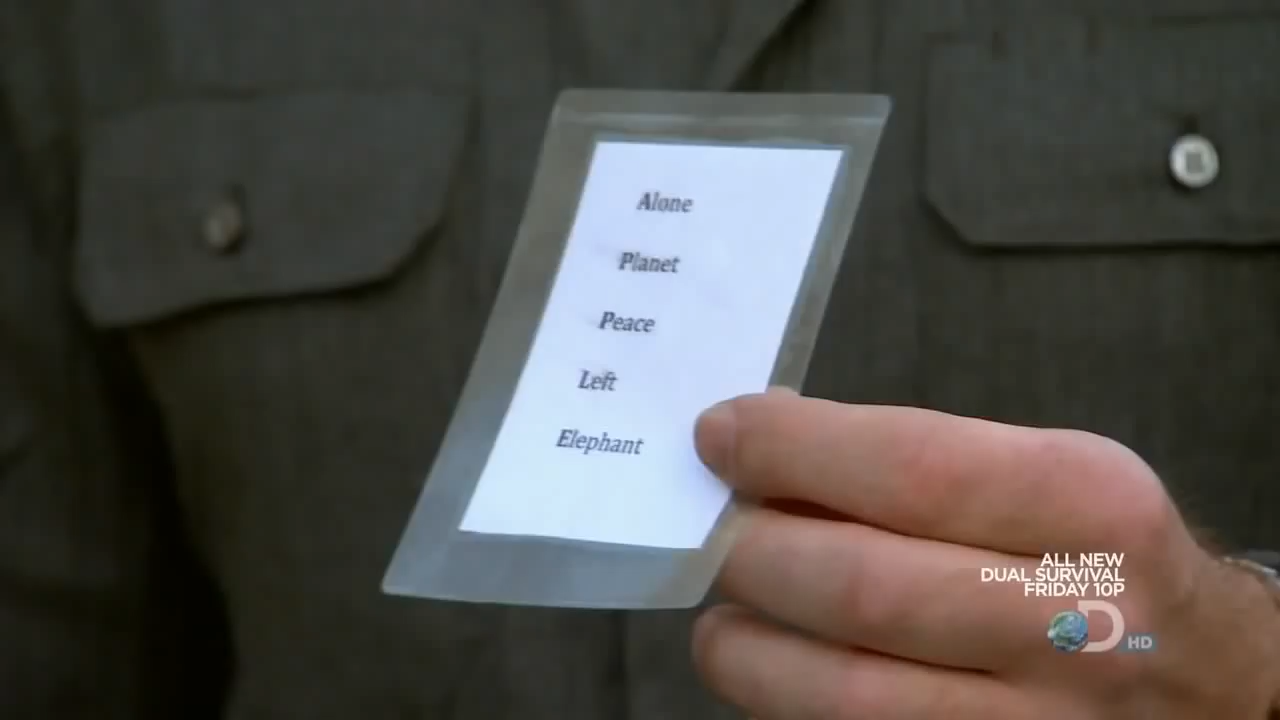 Alone
Planet
Peace
Left
Elephant
ALL NEW
DUAL SURVIVAL
FRIDAY 10P
D HD